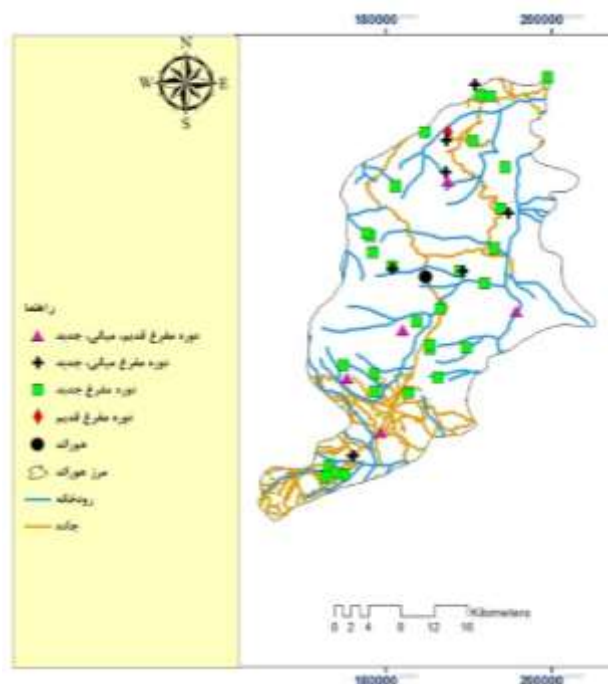 180000 200000
N
W E
S
راهنما
دوره مفرغ قدیم، میانی، جدید
دوره مفرغ میانی، جدید
دوره مفرغ جدید
دوره مفرغ قدیم
هوراند
مرز هوراند
رودخانه
جاده
Kilometers
0 2 4 8 12 16
180000 200000